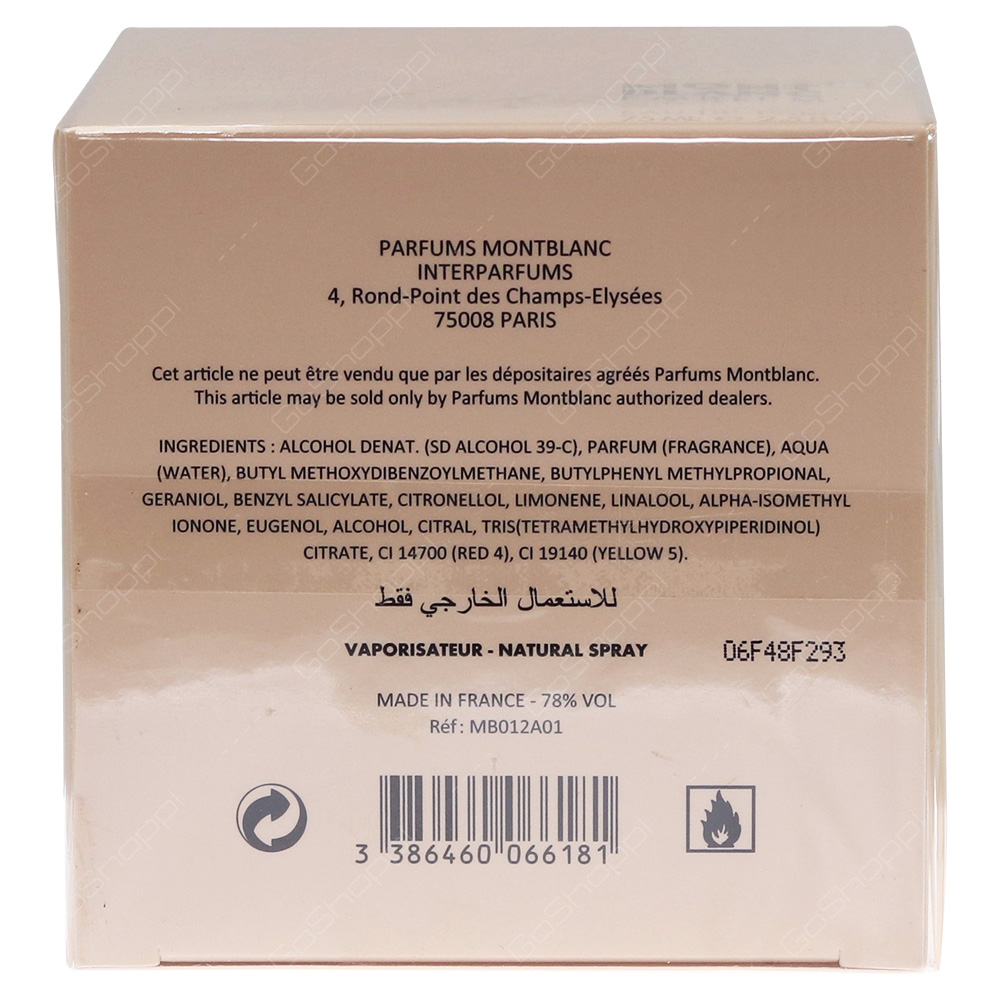 PARFUMS MONTBLANC
INTERPARFUMS
4, Rond-Point des Champs-Elysées
75008 PARIS
Cet article ne peut être vendu que par les dépositaires agréés Parfums Montblanc.
This article may be sold only by Parfums Montblanc authorized dealers.
INGREDIENTS : ALCOHOL DENAT. (SD ALCOHOL 39-C), PARFUM (FRAGRANCE), AQUA
(WATER), BUTYL METHOXYDIBENZOYLMETHANE, BUTYLPHENYL METHYLPROPIONAL,
GERANIOL, BENZYL SALICYLATE, CITRONELLOL, LIMONENE, LINALOOL, ALPHA-ISOMETHYL
IONONE, EUGENOL, ALCOHOL, CITRAL, TRIS(TETRAMETHYLHYDROXYPIPERIDINOL)
CITRATE, CI 14700 (RED 4), CI 19140 (YELLOW 5).
للاستعمال الخارجي فقط
VAPORISATEUR - NATURAL SPRAY
06F48F293
MADE IN FRANCE - 78% VOL
Réf : MB012A01
3 386460 066181
GoShoppi